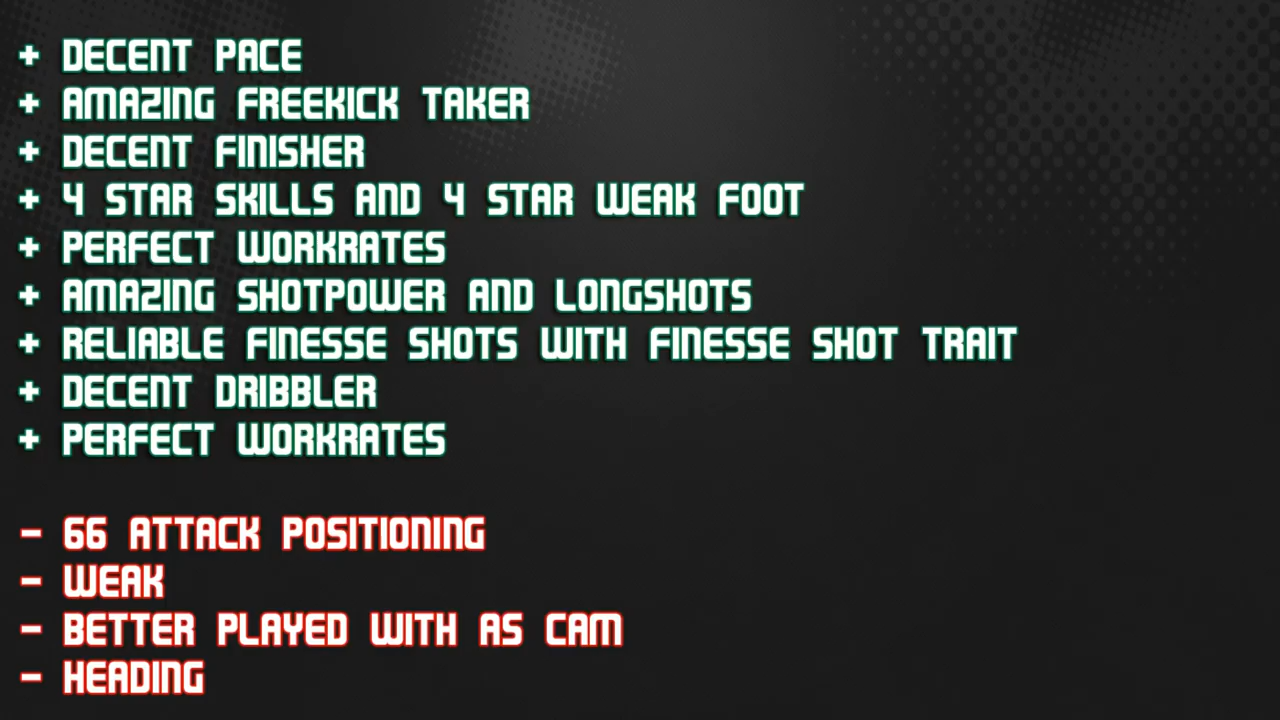 + DECENT PACE
+ AMAZING FREEKICK TAKER
+ DECENT FINISHER
+ 4 STAR SKILLS AND 4 STAR WEAK FOOT
+ PERFECT WORKRATES
+ AMAZING SHOTPOWER AND LONGSHOTS
+ RELIABLE FINESSE SHOTS WITH FINESSE SHOT TRAIT
+ DECENT DRIBBLER
+ PERFECT WORKRATES
- 66 ATTACK POSITIONING
- WEAK
- BETTER PLAYED WITH AS CAM
- HEADING